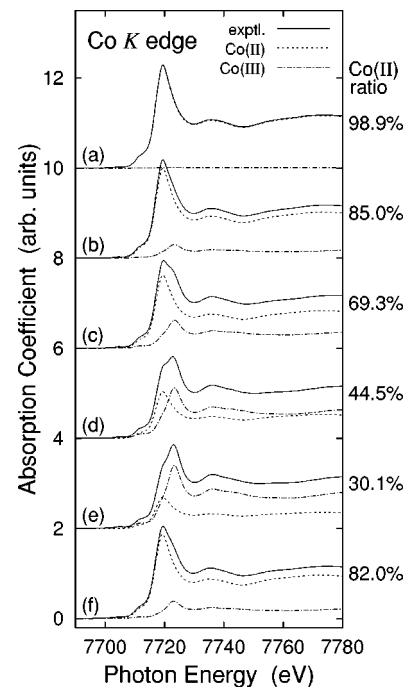 Co K edge
exptl.
Co(II)
Co(III)
Co(II)
ratio
98.9%
85.0%
69.3%
44.5%
30.1%
82.0%
(a)
(b)
(c)
(d)
(e)
(f)
12
10
8
6
4
2
0
Absorption Coefficient (arb. units)
7700 7720 7740 7760 7780
Photon Energy (eV)